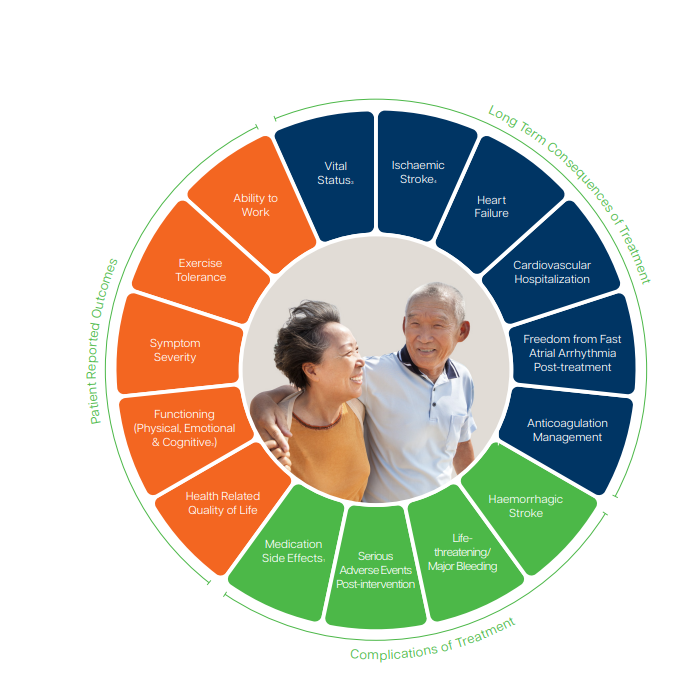 Long Term Consequences of Treatment
Vital
Status₃
Ischaemic
Stroke₄
Heart
Failure
Cardiovascular
Hospitalization
Freedom from Fast
Atrial Arrhythmia
Post-treatment
Anticoagulation
Management
Complications of Treatment
Haemorrhagic
Stroke
Life-
threatening/
Major Bleeding
Serious
Adverse Events
Post-intervention
Medication
Side Effects
Patient Reported Outcomes
Health Related
Quality of Life
Functioning
(Physical, Emotional
& Cognitive)
Symptom
Severity
Exercise
Tolerance
Ability to
Work